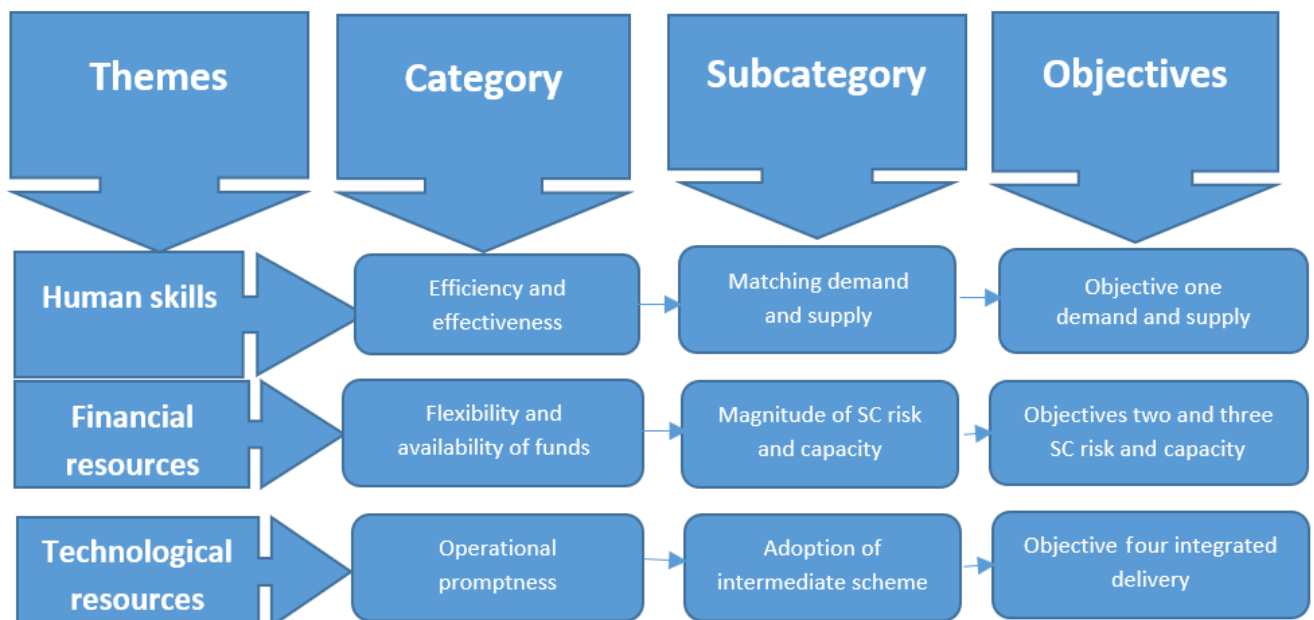 Themes
Category
Subcategory
Objectives
Human skills
Efficiency and
effectiveness
Matching demand
and supply
Objective one
demand and supply
Financial
resources
Flexibility and
availability of funds
Magnitude of SC risk
and capacity
Objectives two and three
SC risk and capacity
Technological
resources
Operational
promptness
Adoption of
intermediate scheme
Objective four integrated
delivery